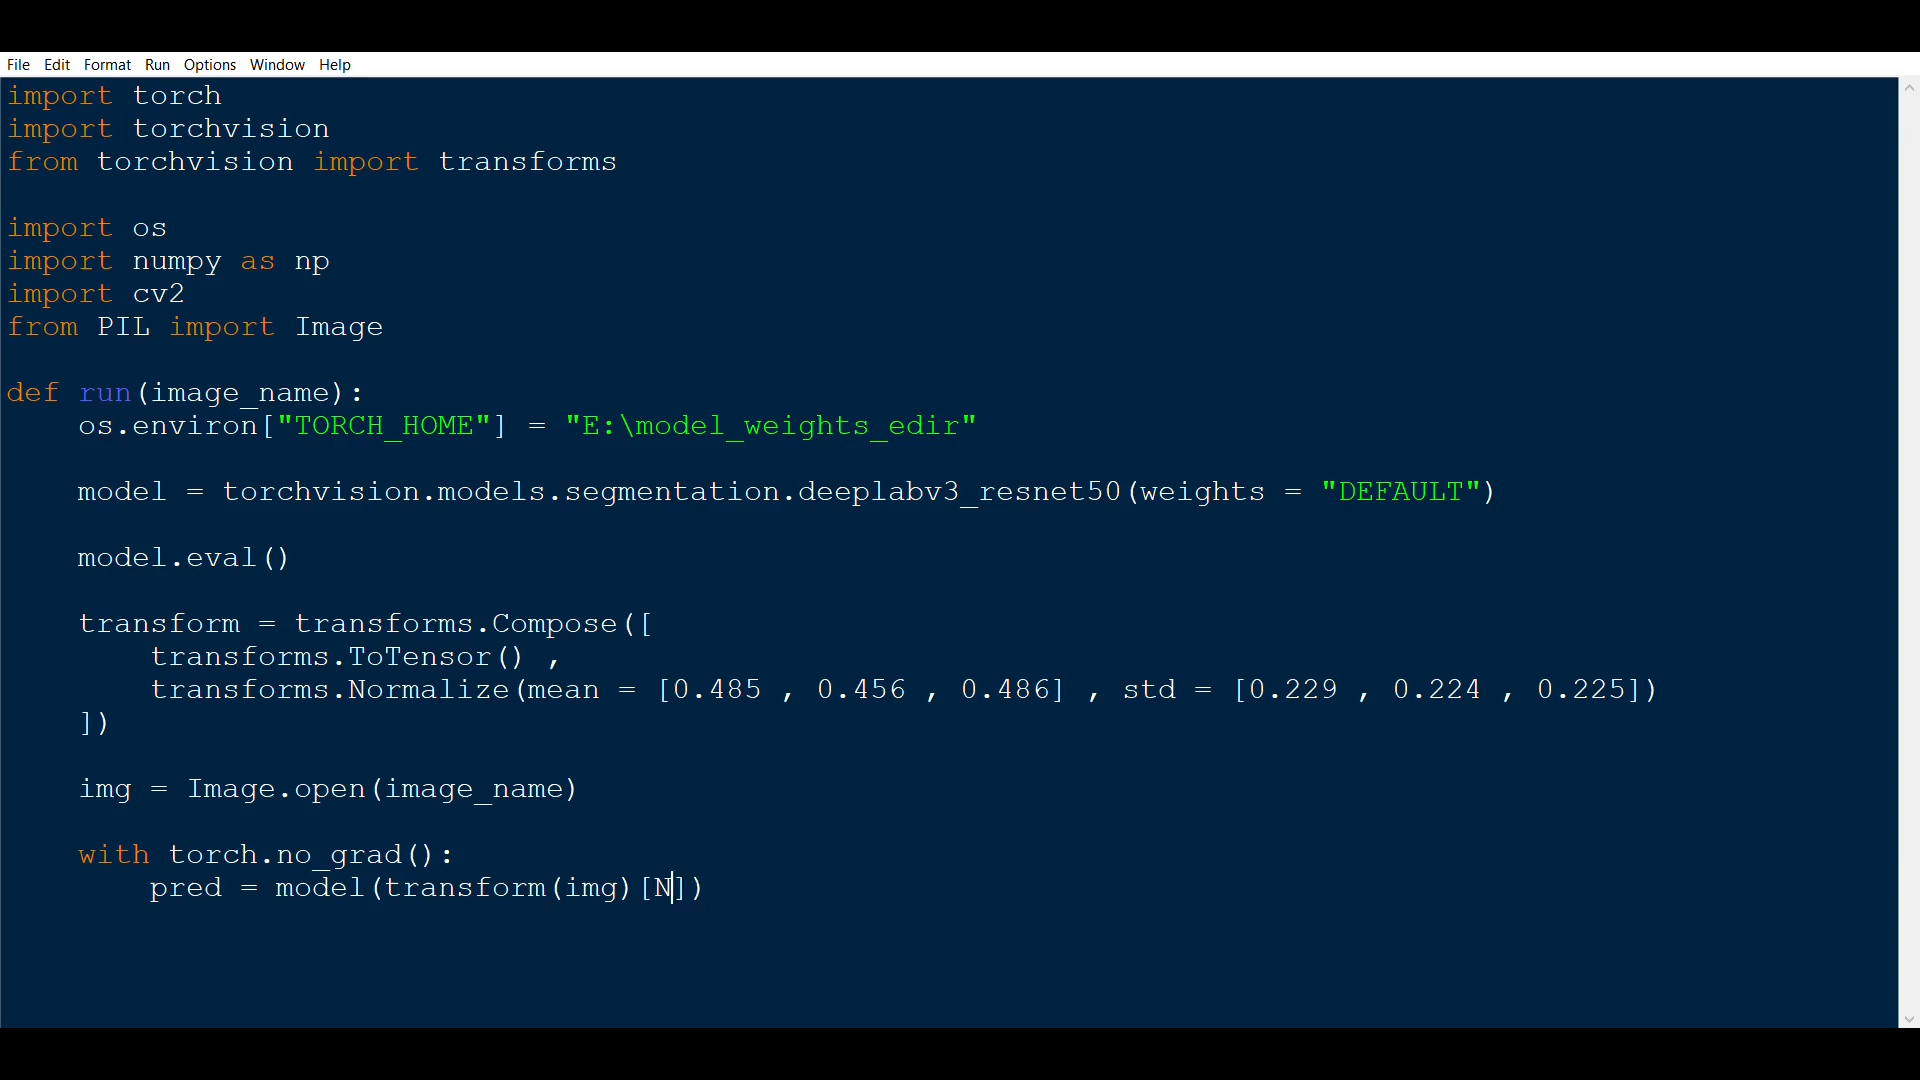 File Edit Format Run Options Window Help
import torch
import torchvision
from torchvision import transforms
import os
import numpy as np
import cv2
from PIL import Image
def run(image_name):
    os.environ["TORCH_HOME"] = "E:\model_weights_edir"
    model = torchvision.models.segmentation.deeplabv3_resnet50(weights = "DEFAULT")
    model.eval()
    transform = transforms.Compose([
        transforms.ToTensor() ,
        transforms.Normalize(mean = [0.485 , 0.456 , 0.486] , std = [0.229 , 0.224 , 0.225])
    ])
    img = Image.open(image_name)
    with torch.no_grad():
        pred = model(transform(img)[N])